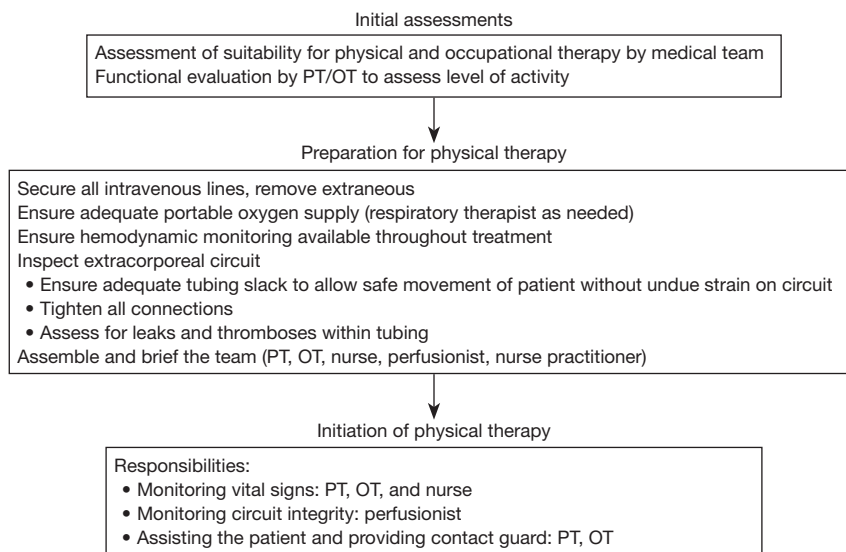 Initial assessments
Assessment of suitability for physical and occupational therapy by medical team
Functional evaluation by PT/OT to assess level of activity
Preparation for physical therapy
Secure all intravenous lines, remove extraneous
Ensure adequate portable oxygen supply (respiratory therapist as needed)
Ensure hemodynamic monitoring available throughout treatment
Inspect extracorporeal circuit
• Ensure adequate tubing slack to allow safe movement of patient without undue strain on circuit
• Tighten all connections
• Assess for leaks and thromboses within tubing
Assemble and brief the team (PT, OT, nurse, perfusionist, nurse practitioner)
Initiation of physical therapy
Responsibilities:
• Monitoring vital signs: PT, OT, and nurse
• Monitoring circuit integrity: perfusionist
• Assisting the patient and providing contact guard: PT, OT